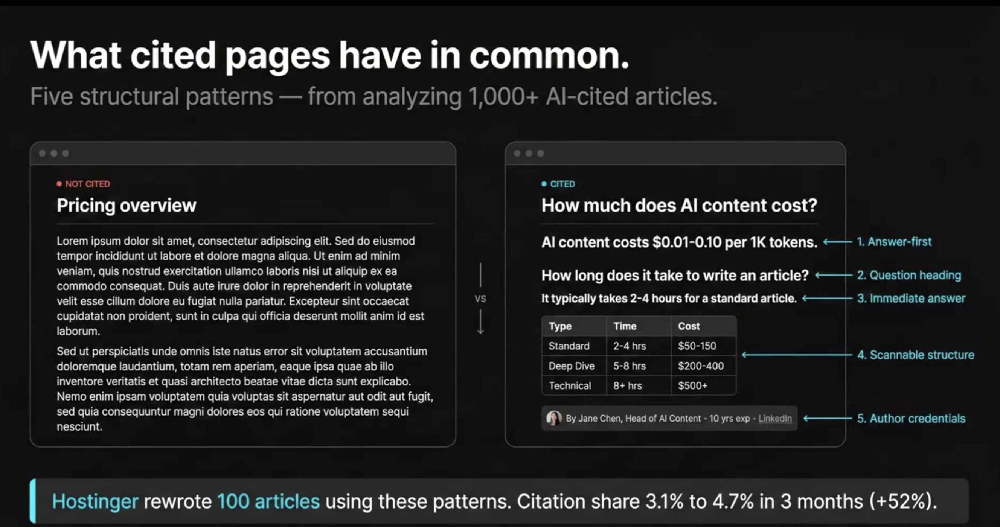 What cited pages have in common.
Five structural patterns — from analyzing 1,000+ AI-cited articles.
NOT CITED
Pricing overview
Lorem ipsum dolor sit amet, consectetur adipiscing elit. Sed do eiusmod
tempor incididunt ut labore et dolore magna aliqua. Ut enim ad minim
veniam, quis nostrud exercitation ullamco laboris nisi ut aliquip ex ea
commodo consequat. Duis aute irure dolor in reprehenderit in voluptate
velit esse cillum dolore eu fugiat nulla pariatur. Excepteur sint occaecat
cupidatat non proident, sunt in culpa qui officia deserunt mollit anim id est
laborum.
Sed ut perspiciatis unde omnis iste natus error sit voluptatem accusantium
doloremque laudantium, totam rem aperiam, eaque ipsa quae ab illo
inventore veritatis et quasi architecto beatae vitae dicta sunt explicabo.
Nemo enim ipsam voluptatem quia voluptas sit aspernatur aut odit aut fugit,
sed quia consequuntur magni dolores eos qui ratione voluptatem sequi
nesciunt.
VS
CITED
How much does AI content cost?
AI content costs $0.01-0.10 per 1K tokens.
1. Answer-first
How long does it take to write an article?
2. Question heading
It typically takes 2-4 hours for a standard article.
3. Immediate answer
Type Time Cost
Standard 2-4 hrs $50-150
Deep Dive 5-8 hrs $200-400
Technical 8+ hrs $500+
4. Scannable structure
By Jane Chen, Head of AI Content - 10 yrs exp - LinkedIn
5. Author credentials
Hostinger rewrote 100 articles using these patterns. Citation share 3.1% to 4.7% in 3 months (+52%).